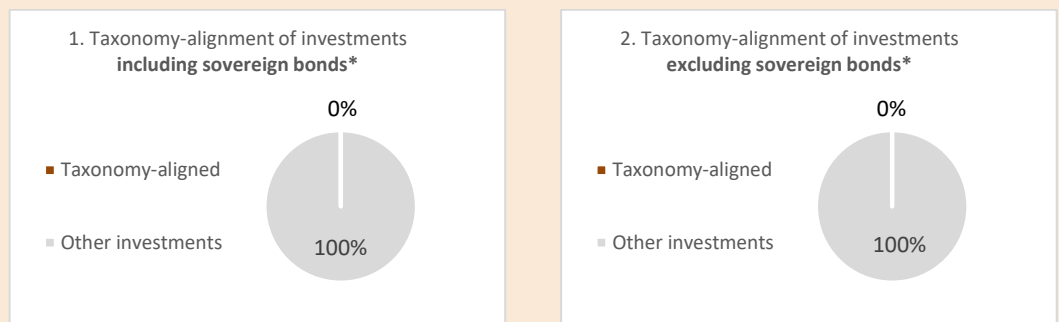 1. Taxonomy-alignment of investments
including sovereign bonds*
0%
Taxonomy-aligned
Other investments
100%
2. Taxonomy-alignment of investments
excluding sovereign bonds*
0%
Taxonomy-aligned
Other investments
100%